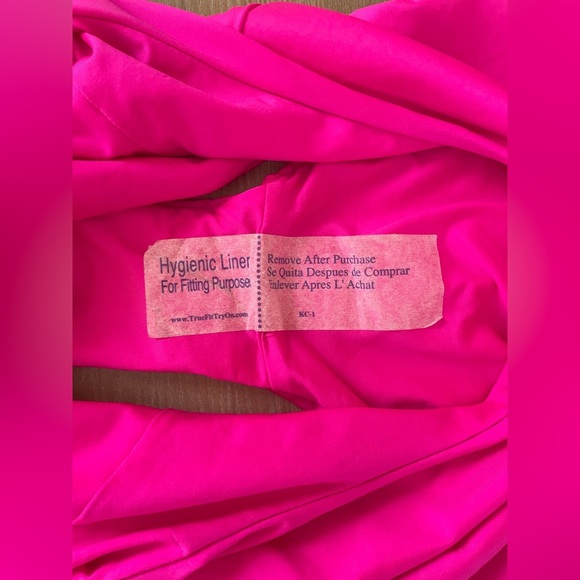 Hygienic Liner
For Fitting Purpose
www.TrueFitTryOn.com
Remove After Purchase
Se Quita Despues de Comprar
Enlever Apres L' Achat
KC-1